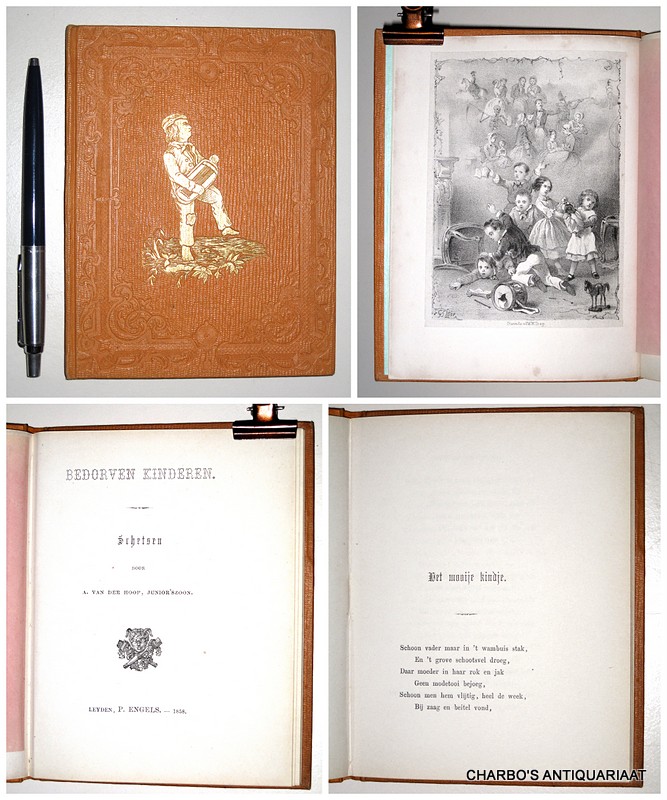 BEDORVEN KINDEREN.
Schetsen
DOOR
A. VAN DER HOOP, JUNIOR'SZOON.
LEYDEN, P. ENGELS. — 1858.
Het mooije kindje.
Schoon vader maar in 't wambuis stak,
En 't grove schootsvel droeg,
Daar moeder in haar rok en jak
Geen modetooi bejoeg,
Schoon men hem vlijtig, heel de week,
Bij zaag en beitel vond,
CHARBO'S ANTIQUARIAAT